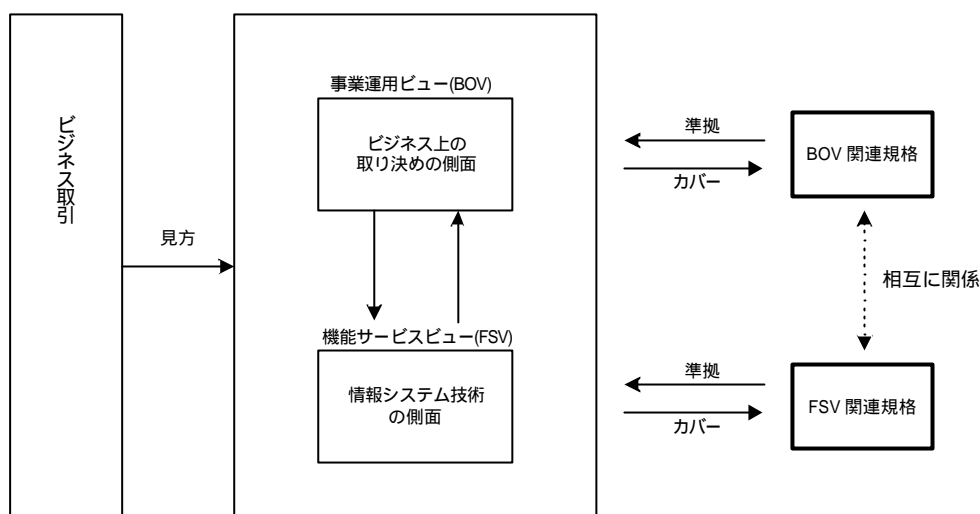 ビジネス取引
見方
事業運用ビュー(BOV)
ビジネス上の
取り決めの側面
機能サービスビュー(FSV)
情報システム技術
の側面
準拠
カバー
BOV 関連規格
相互に関係
準拠
カバー
FSV 関連規格